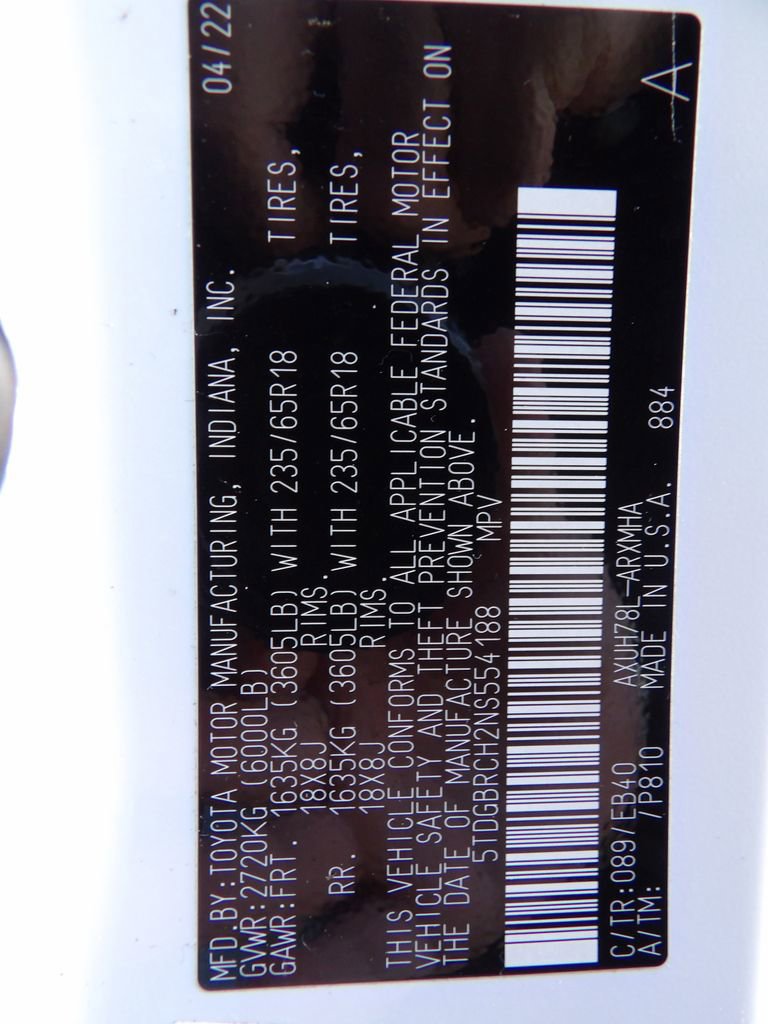 MFD.BY:TOYOTA MOTOR MANUFACTURING, INDIANA, INC. 04/22
GVWR:2720KG (6000LB)
GAWR:FRT. 1635KG (3605LB) WITH 235/65R18 TIRES,
18X8J RIMS.
RR. 1635KG (3605LB) WITH 235/65R18 TIRES,
18X8J RIMS.
THIS VEHICLE CONFORMS TO ALL APPLICABLE FEDERAL MOTOR
VEHICLE SAFETY AND THEFT PREVENTION STANDARDS IN EFFECT ON
THE DATE OF MANUFACTURE SHOWN ABOVE.
5TDGBRCH2NS554188 MPV
C/TR:089/EB40 AXUH78L-ARXMHA
A/TM: /P810 MADE IN U.S.A. 884 A